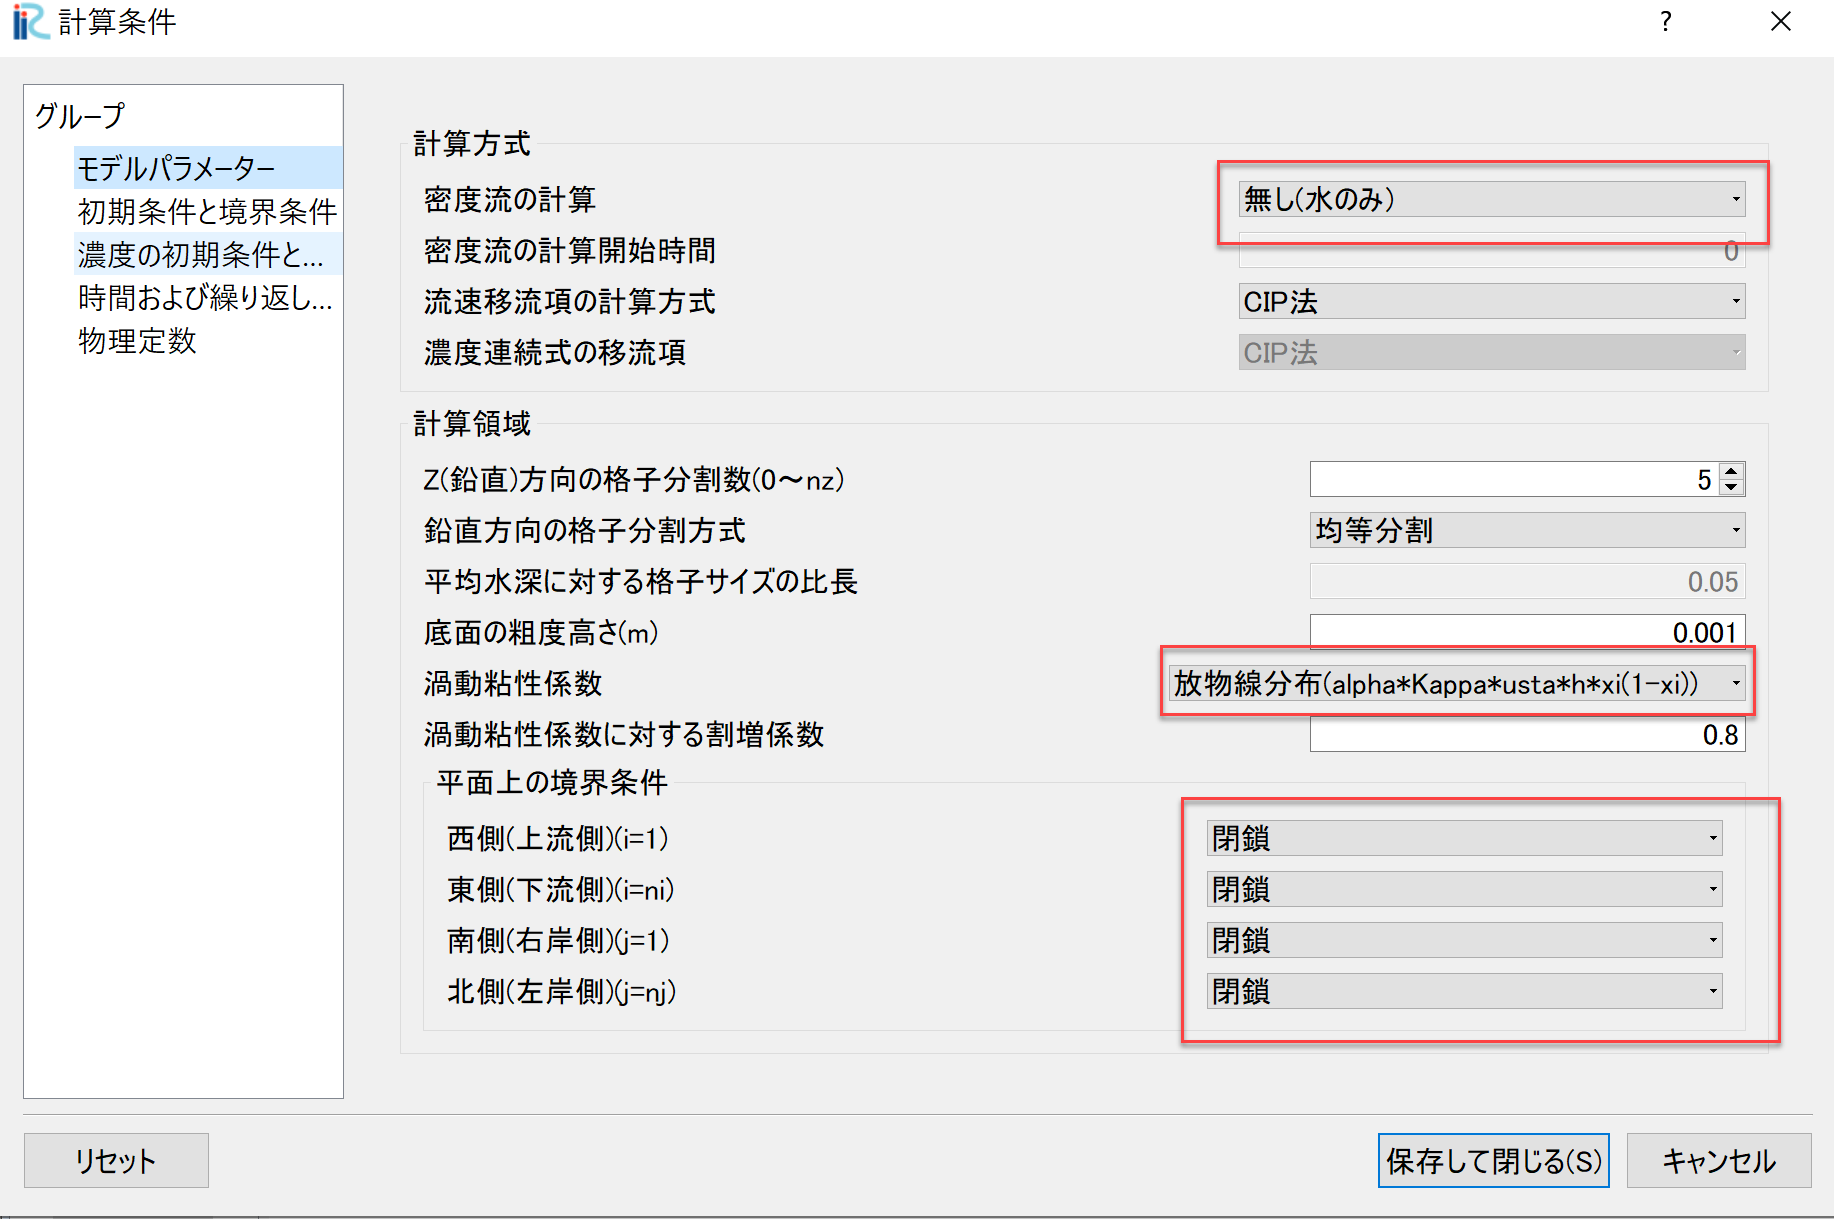 iRC 計算条件 ? ×
グループ
モデルパラメーター
初期条件と境界条件
濃度の初期条件と...
時間および繰り返し...
物理定数
計算方式
密度流の計算 無し(水のみ)
密度流の計算開始時間 0
流速移流項の計算方式 CIP法
濃度連続式の移流項 CIP法
計算領域
Z(鉛直)方向の格子分割数(0～nz) 5
鉛直方向の格子分割方式 均等分割
平均水深に対する格子サイズの比長 0.05
底面の粗度高さ(m) 0.001
渦動粘性係数 放物線分布(alpha*Kappa*usta*h*xi(1-xi))
渦動粘性係数に対する割増係数 0.8
平面上の境界条件
西側(上流側)(i=1) 閉鎖
東側(下流側)(i=ni) 閉鎖
南側(右岸側)(j=1) 閉鎖
北側(左岸側)(j=nj) 閉鎖
リセット 保存して閉じる(S) キャンセル